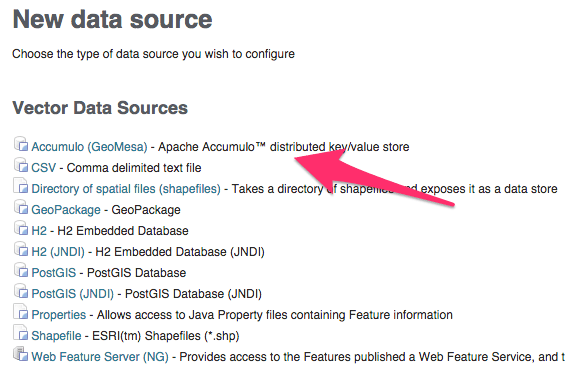 New data source
Choose the type of data source you wish to configure
Vector Data Sources
Accumulo (GeoMesa) - Apache Accumulo™ distributed key/value store
CSV - Comma delimited text file
Directory of spatial files (shapefiles) - Takes a directory of shapefiles and exposes it as a data store
GeoPackage - GeoPackage
H2 - H2 Embedded Database
H2 (JNDI) - H2 Embedded Database (JNDI)
PostGIS - PostGIS Database
PostGIS (JNDI) - PostGIS Database (JNDI)
Properties - Allows access to Java Property files containing Feature information
Shapefile - ESRI(tm) Shapefiles (*.shp)
Web Feature Server (NG) - Provides access to the Features published a Web Feature Service, and t